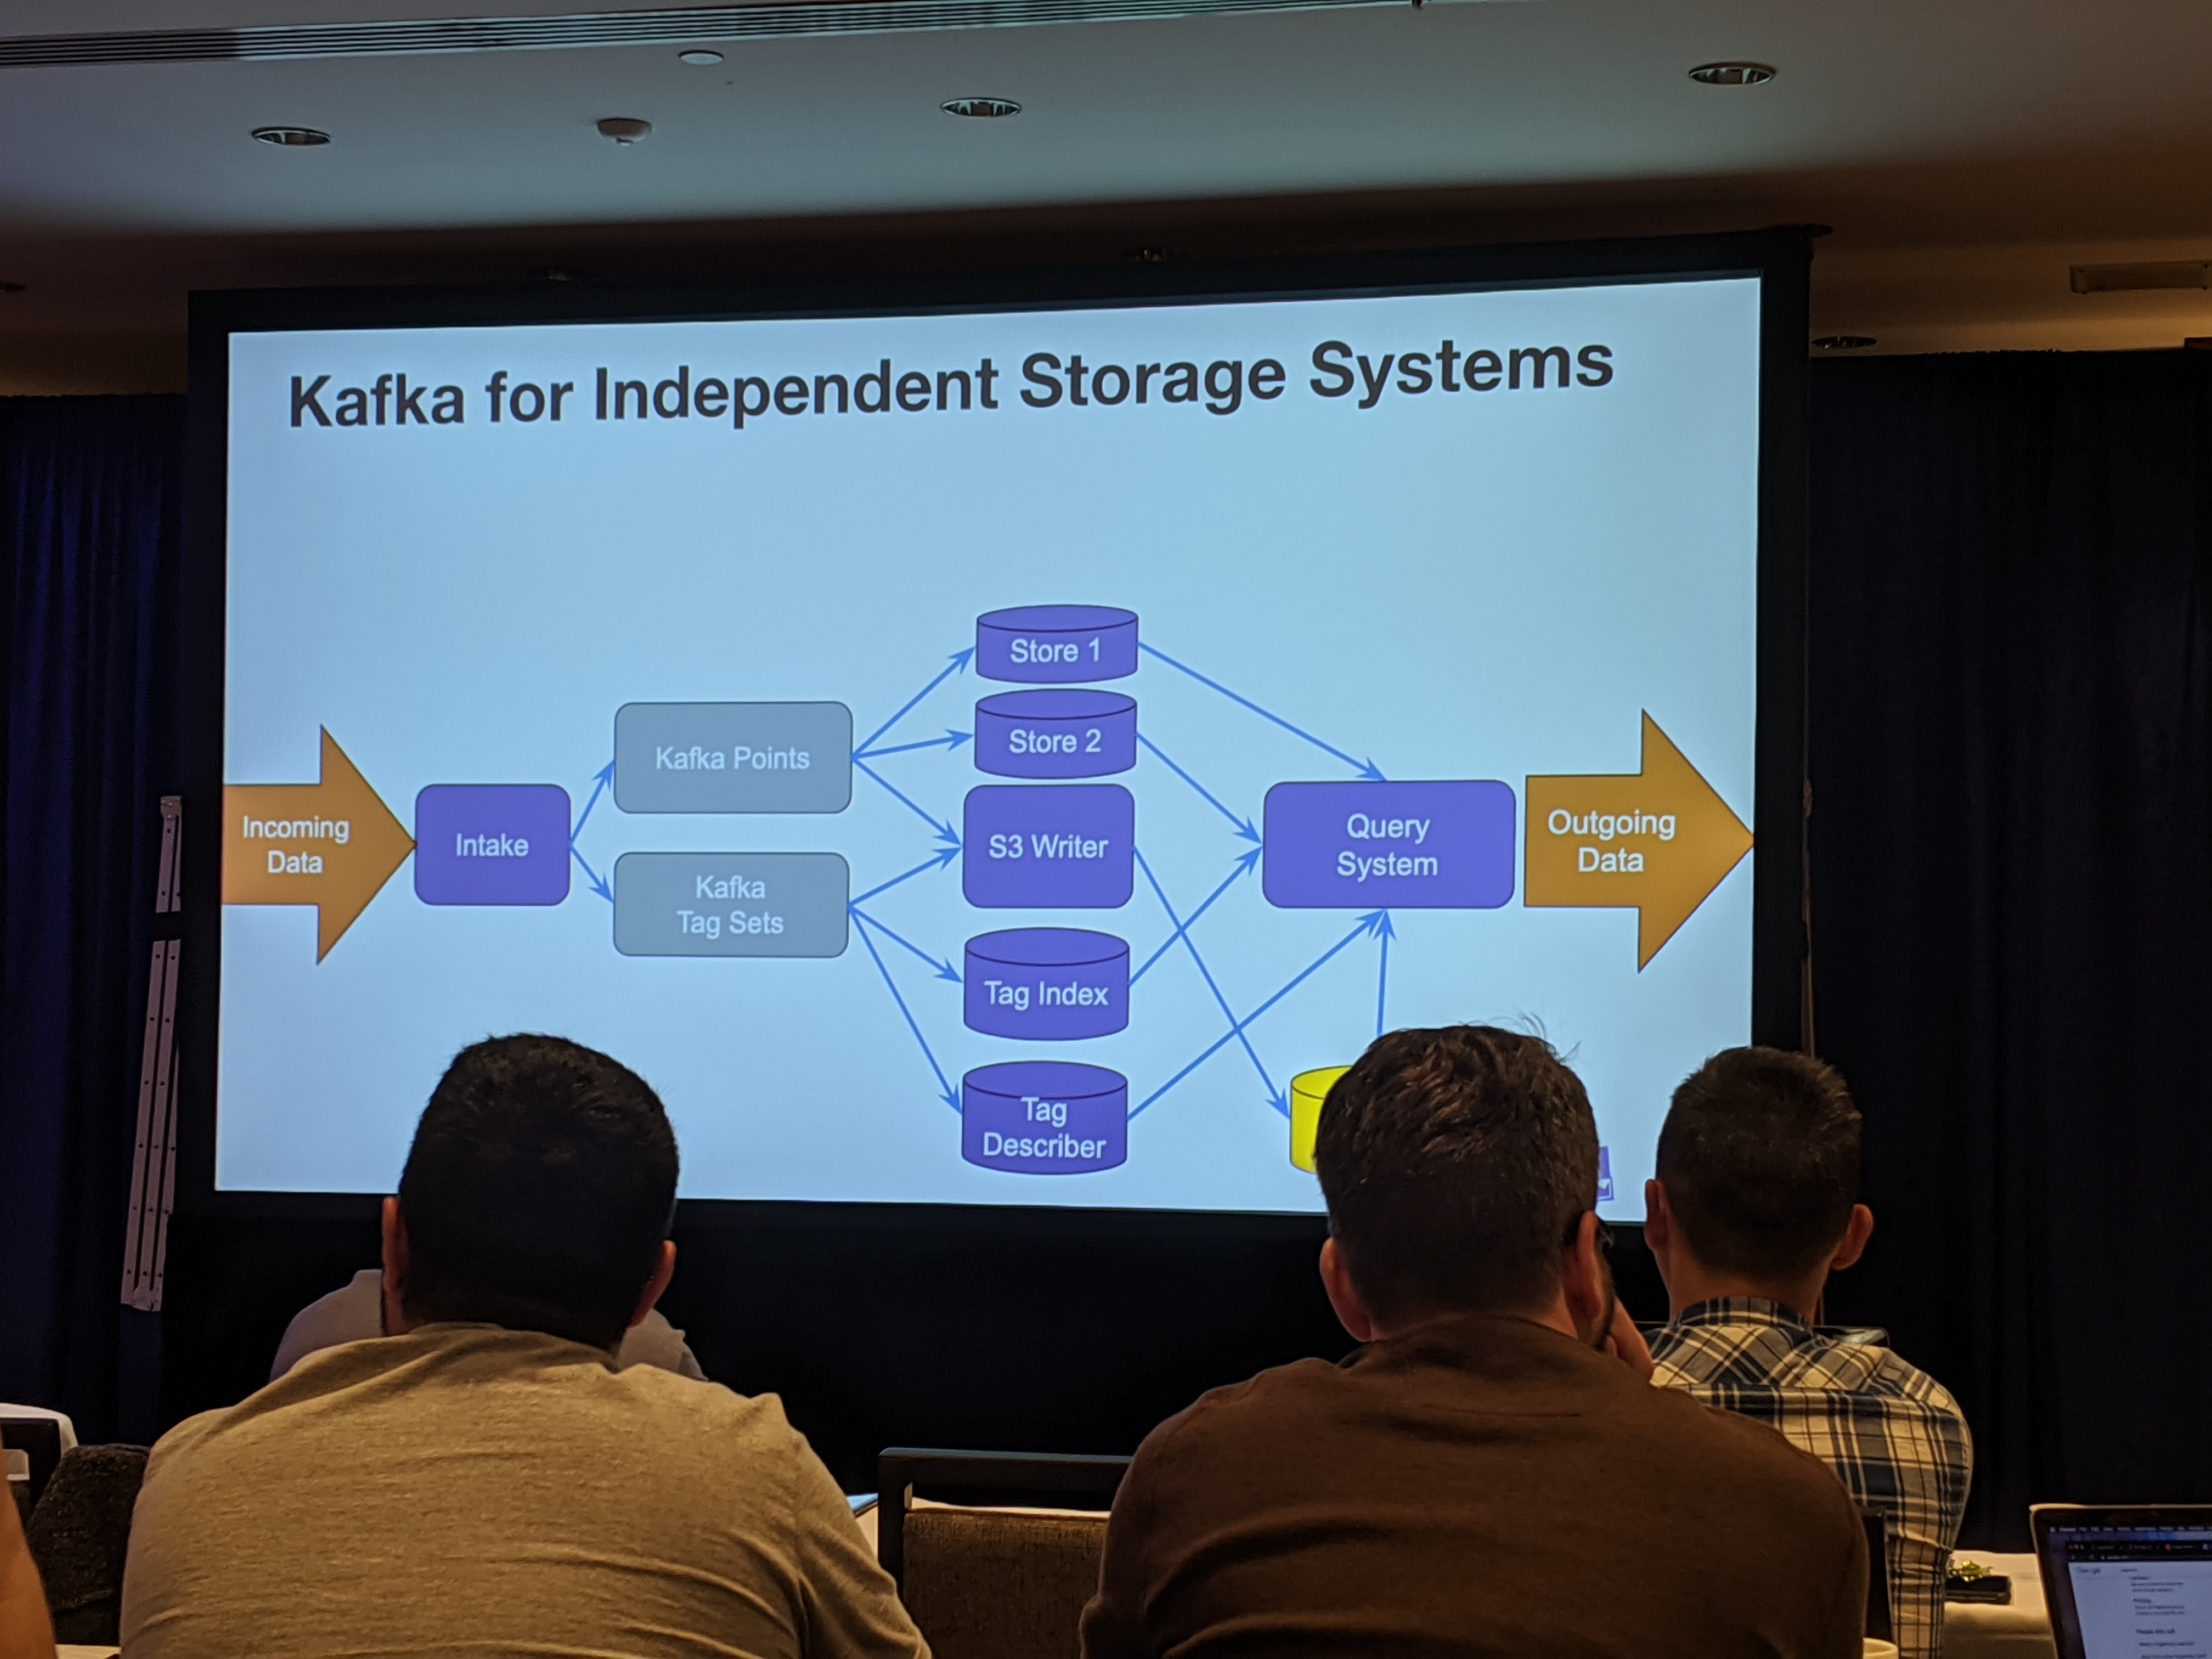 Kafka for Independent Storage Systems
Incoming
Data
Intake
Kafka Points
Kafka
Tag Sets
Store 1
Store 2
S3 Writer
Tag Index
Tag
Describer
Query
System
Outgoing
Data
Google